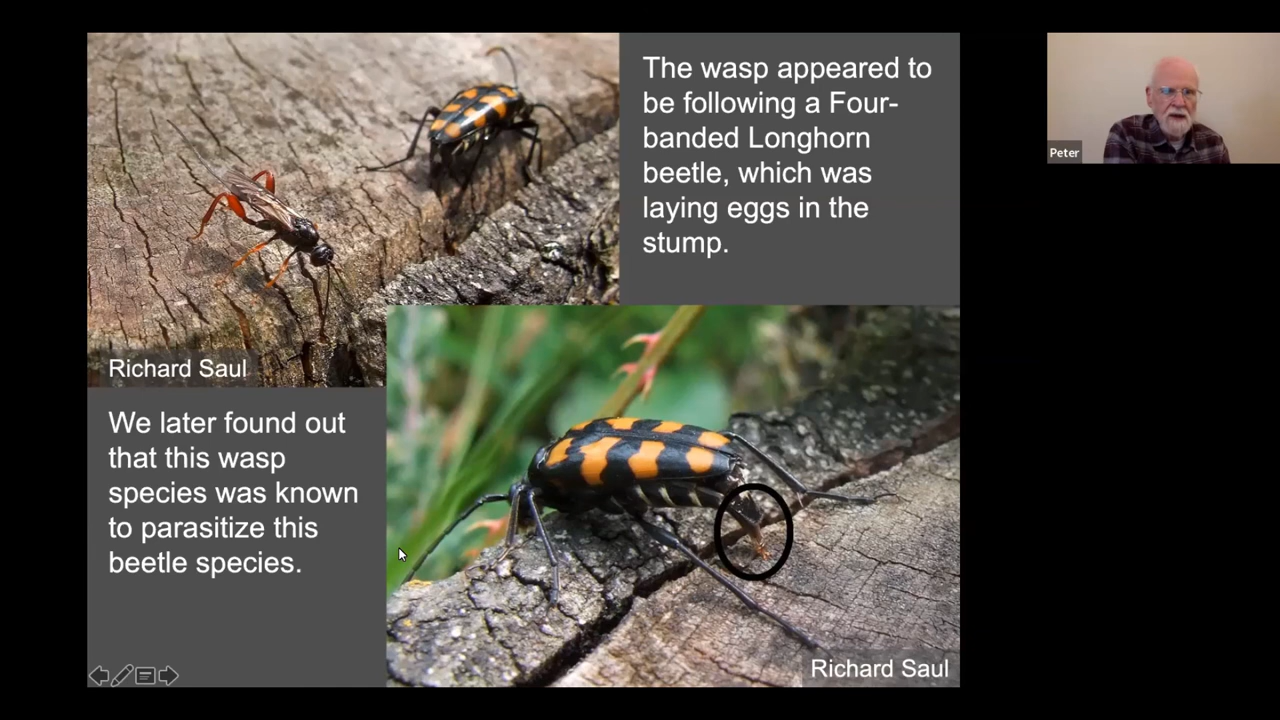 The wasp appeared to
be following a Four-
banded Longhorn
beetle, which was
laying eggs in the
stump.
Peter
Richard Saul
We later found out
that this wasp
species was known
to parasitize this
beetle species.
Richard Saul